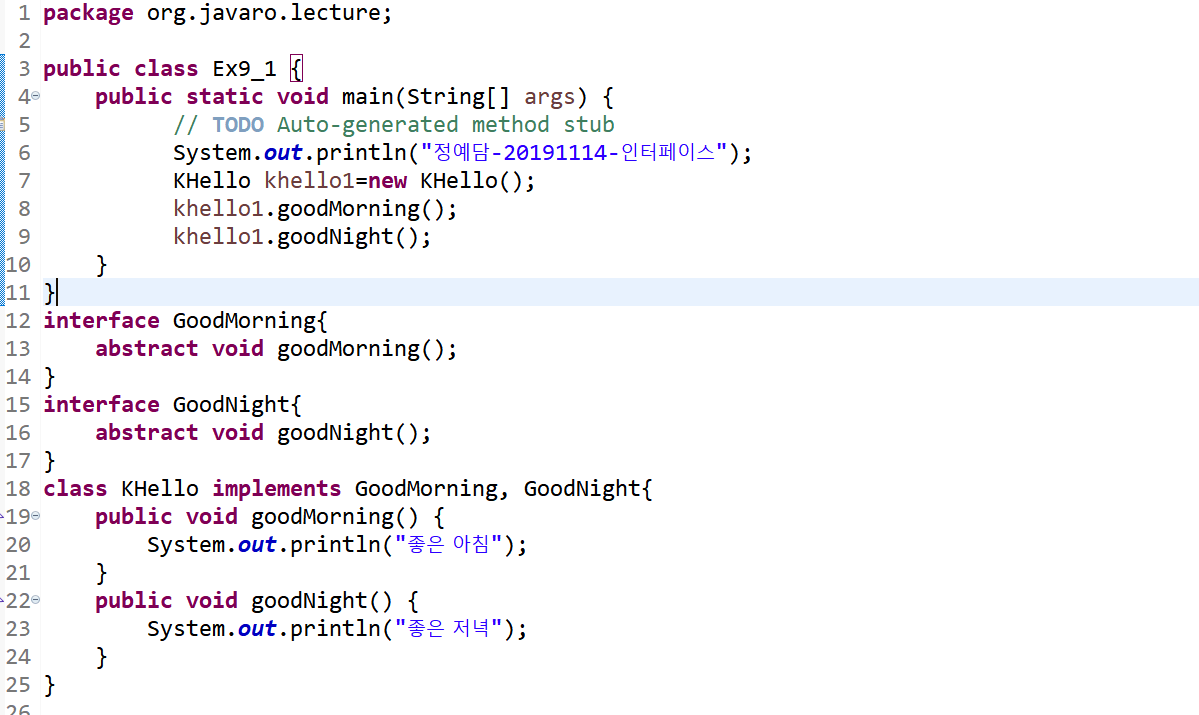 1 package org.javaro.lecture;
2
3 public class Ex9_1 {
4     public static void main(String[] args) {
5           // TODO Auto-generated method stub
6           System.out.println("정예담-20191114-인터페이스");
7           KHello khello1=new KHello();
8           khello1.goodMorning();
9           khello1.goodNight();
10     }
11 }
12 interface GoodMorning{
13     abstract void goodMorning();
14 }
15 interface GoodNight{
16     abstract void goodNight();
17 }
18 class KHello implements GoodMorning, GoodNight{
19     public void goodMorning() {
20         System.out.println("좋은 아침");
21     }
22     public void goodNight() {
23         System.out.println("좋은 저녁");
24     }
25 }
26